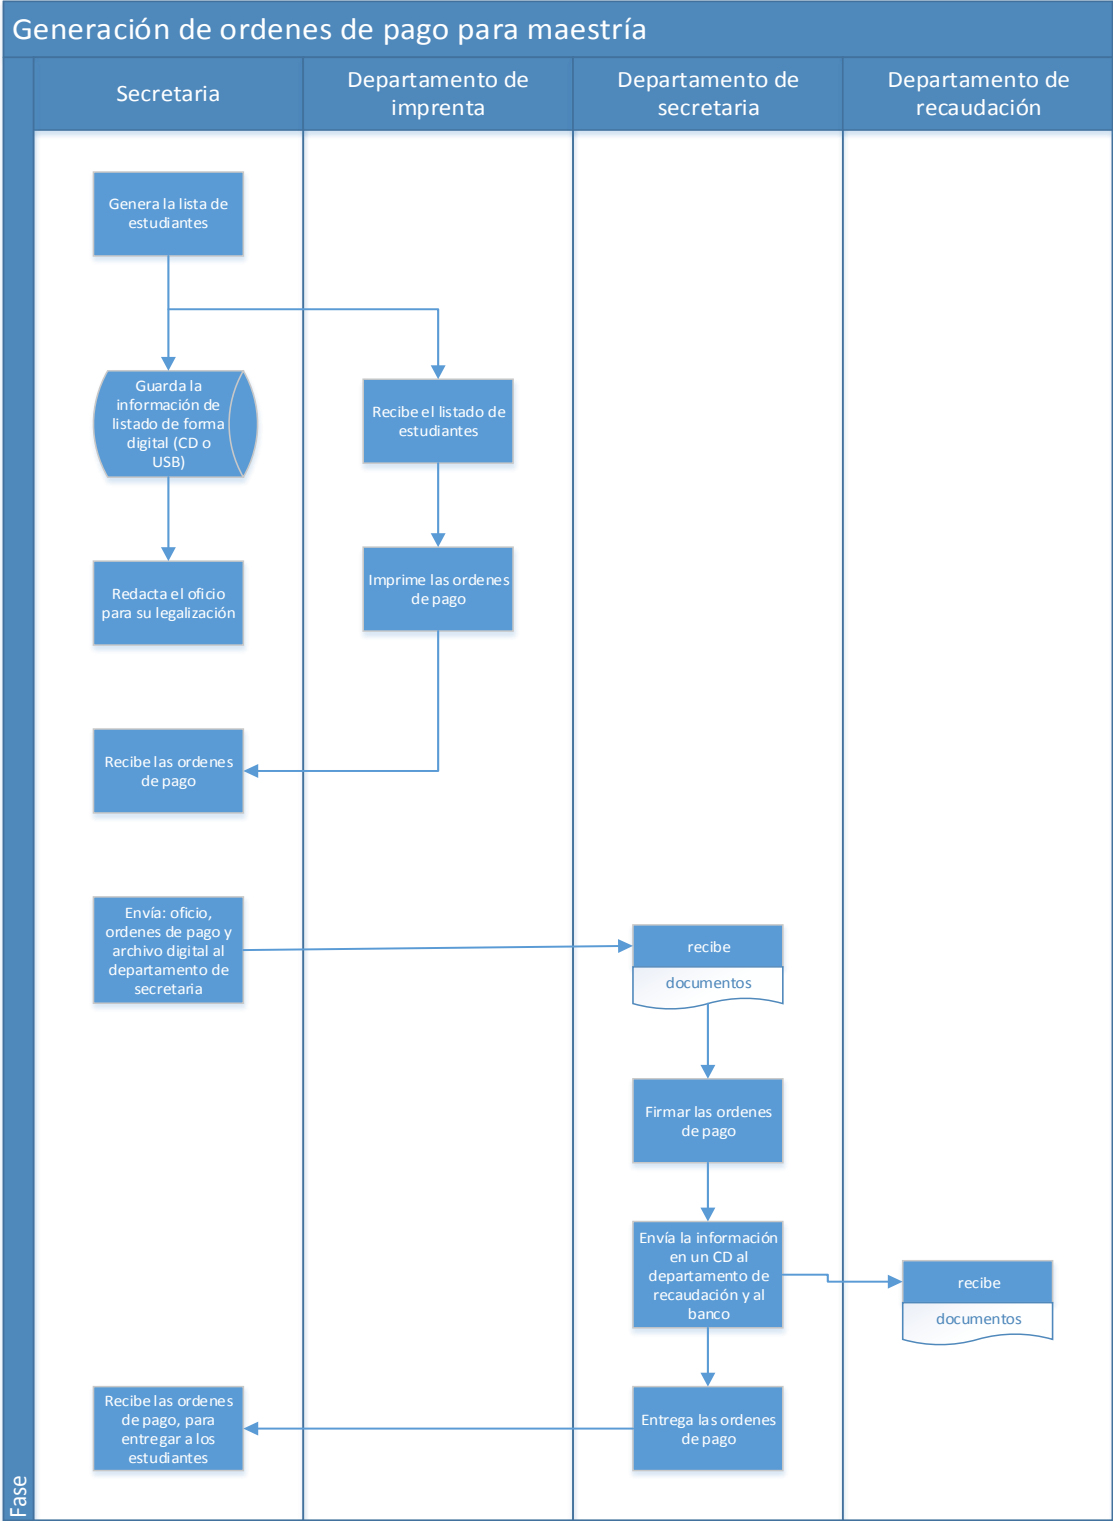 Generación de ordenes de pago para maestría
Secretaria
Departamento de
imprenta
Departamento de
secretaria
Departamento de
recaudación
Genera la lista de
estudiantes
Guarda la
información de
listado de forma
digital (CD o
USB)
Recibe el listado de
estudiantes
Redacta el oficio
para su legalización
Imprime las ordenes
de pago
Recibe las ordenes
de pago
Envía: oficio,
ordenes de pago y
archivo digital al
departamento de
secretaria
recibe
documentos
Firmar las ordenes
de pago
Envía la información
en un CD al
departamento de
recaudación y al
banco
recibe
documentos
Recibe las ordenes
de pago, para
entregar a los
estudiantes
Entrega las ordenes
de pago
Fase